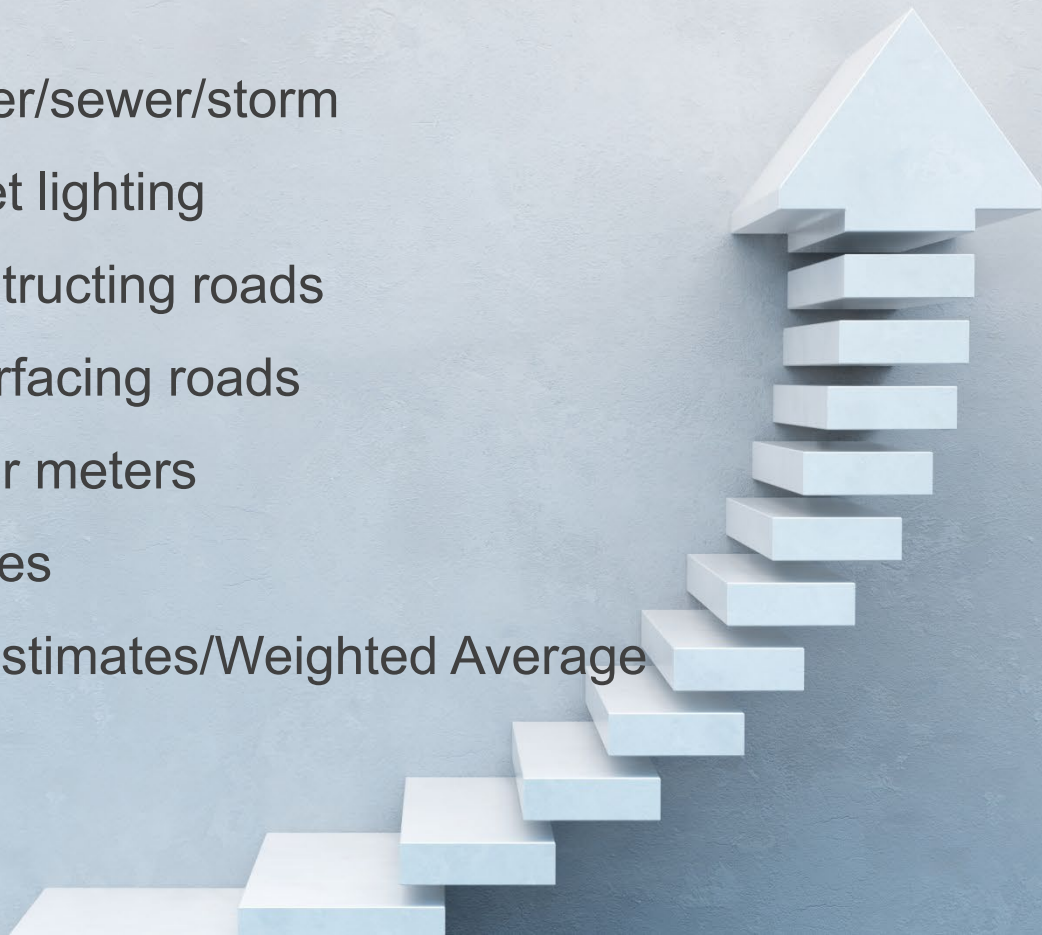 er/sewer/storm
et lighting
tructing roads
rfacing roads
r meters
es
stimates/Weighted Average